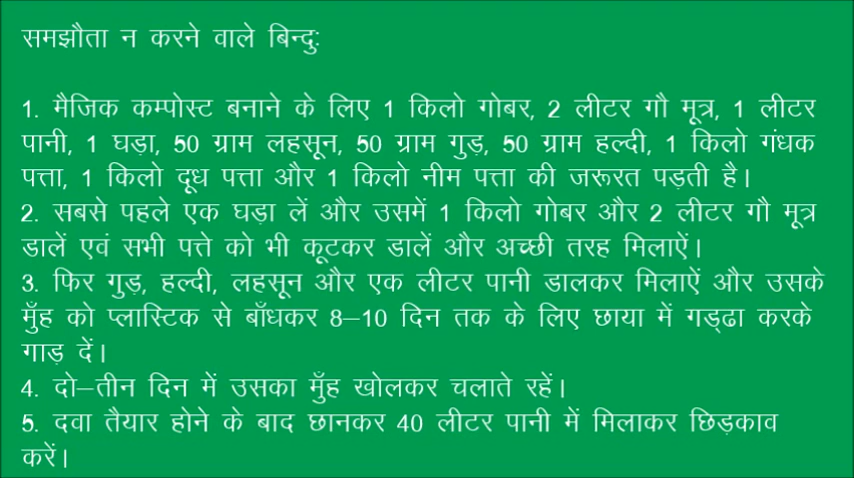 समझौता न करने वाले बिन्दु:
1. मैजिक कम्पोस्ट बनाने के लिए 1 किलो गोबर, 2 लीटर गौ मूत्र, 1 लीटर
पानी, 1 घड़ा, 50 ग्राम लहसून, 50 ग्राम गुड़, 50 ग्राम हल्दी, 1 किलो गंधक
पत्ता, 1 किलो दूध पत्ता और 1 किलो नीम पत्ता की जरूरत पड़ती है।
2. सबसे पहले एक घड़ा लें और उसमें 1 किलो गोबर और 2 लीटर गौ मूत्र
डालें एवं सभी पत्ते को भी कूटकर डालें और अच्छी तरह मिलाऐं।
3. फिर गुड़, हल्दी, लहसून और एक लीटर पानी डालकर मिलाऐं और उसके
मुँह को प्लास्टिक से बाँधकर 8–10 दिन तक के लिए छाया में गड्ढा करके
गाड़ दें।
4. दो–तीन दिन में उसका मुँह खोलकर चलाते रहें।
5. दवा तैयार होने के बाद छानकर 40 लीटर पानी में मिलाकर छिड़काव
करें।